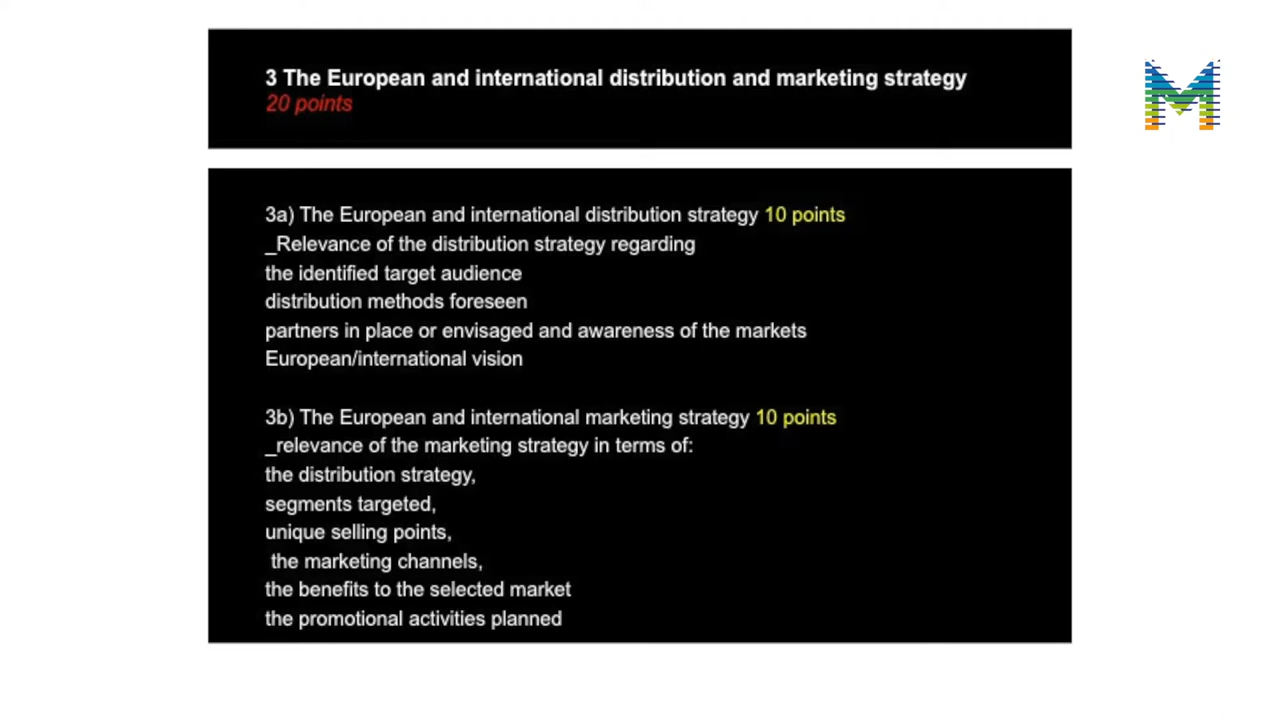 3 The European and international distribution and marketing strategy
20 points
3a) The European and international distribution strategy 10 points
_Relevance of the distribution strategy regarding
the identified target audience
distribution methods foreseen
partners in place or envisaged and awareness of the markets
European/international vision
3b) The European and international marketing strategy 10 points
_relevance of the marketing strategy in terms of:
the distribution strategy,
segments targeted,
unique selling points,
the marketing channels,
the benefits to the selected market
the promotional activities planned
M